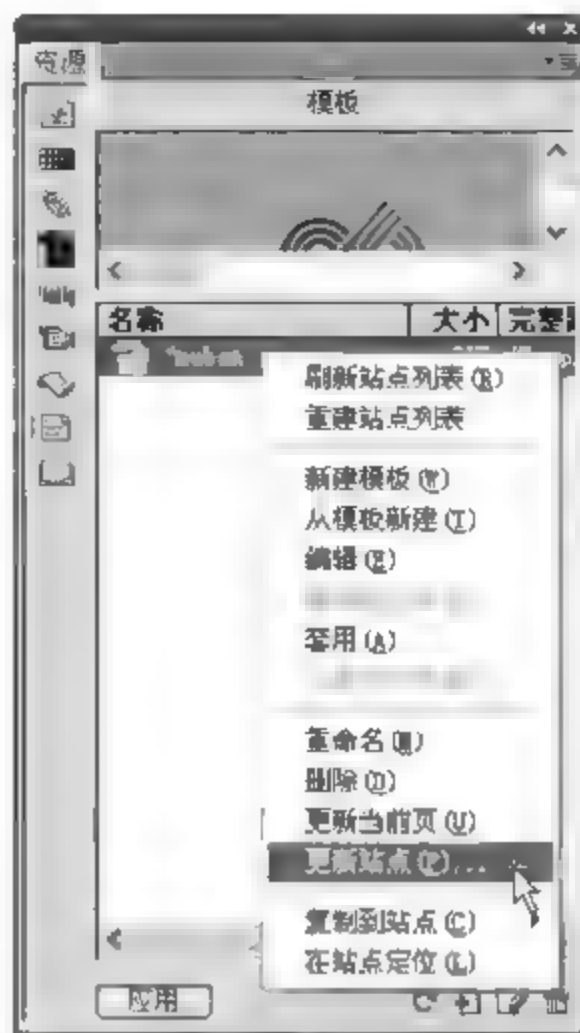 资源
模板
名称 大小 完整
刷新站点列表(R)
重建站点列表
新建模板(W)
从模板新建(T)
编辑(E)
套用(A)
重命名(M)
删除(D)
更新当前页(U)
更新站点(P)...
复制到站点(C)
在站点定位(L)
应用